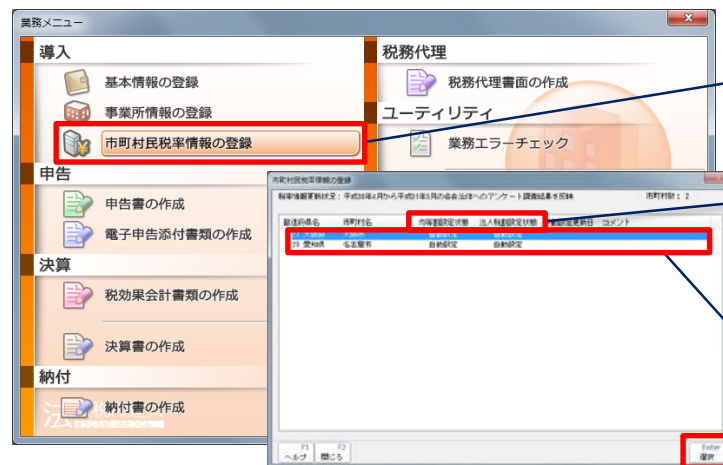 業務メニュー
導入
基本情報の登録
事業所情報の登録
市町村民税率情報の登録
申告
申告書の作成
電子申告添付書類の作成
決算
税効果会計書類の作成
決算書の作成
納付
納付書の作成
税務代理
税務代理書面の作成
ユーティリティ
業務エラーチェック
市町村民税率情報の登録
税率情報更新状況：平成30年4月から平成31年3月の各自治体へのアンケート調査結果を反映 市町村数：2
都道府県名 市町村名 均等割設定状態 法人税割設定状態 コメント
23 愛知県 名古屋市 自動設定 自動設定
F1 F2 Enter
ヘルプ 閉じる 選択